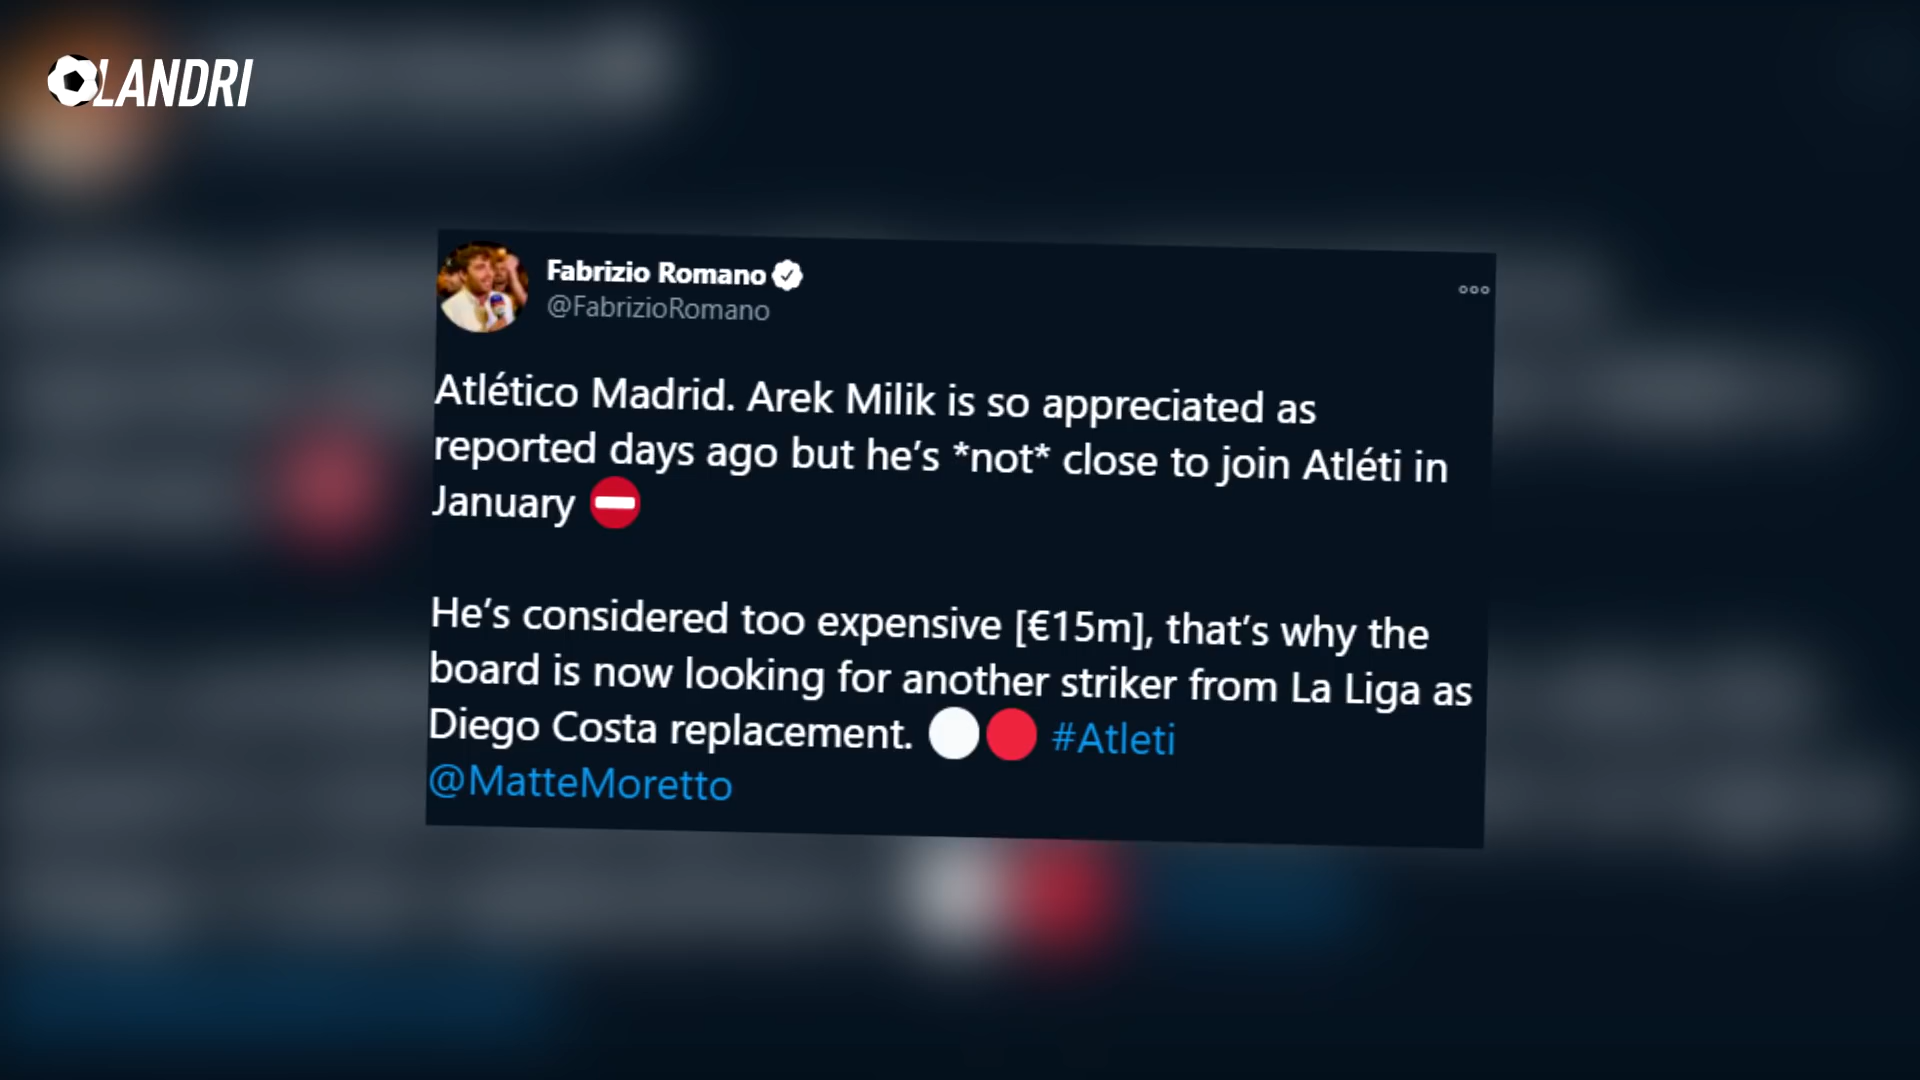 OLANDRI
Fabrizio Romano
@FabrizioRomano
Atlético Madrid. Arek Milik is so appreciated as
reported days ago but he’s *not* close to join Atléti in
January ⛔
He’s considered too expensive [€15m], that’s why the
board is now looking for another striker from La Liga as
Diego Costa replacement. ⚪🔴 #Atleti
@MatteMoretto